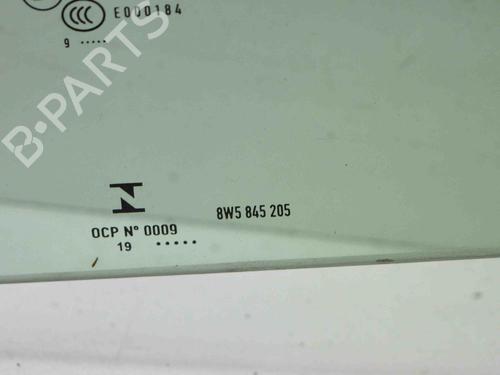 E000184
9 .....
B-PARTS
8W5 845 205
OCP N° 0009
19 .....